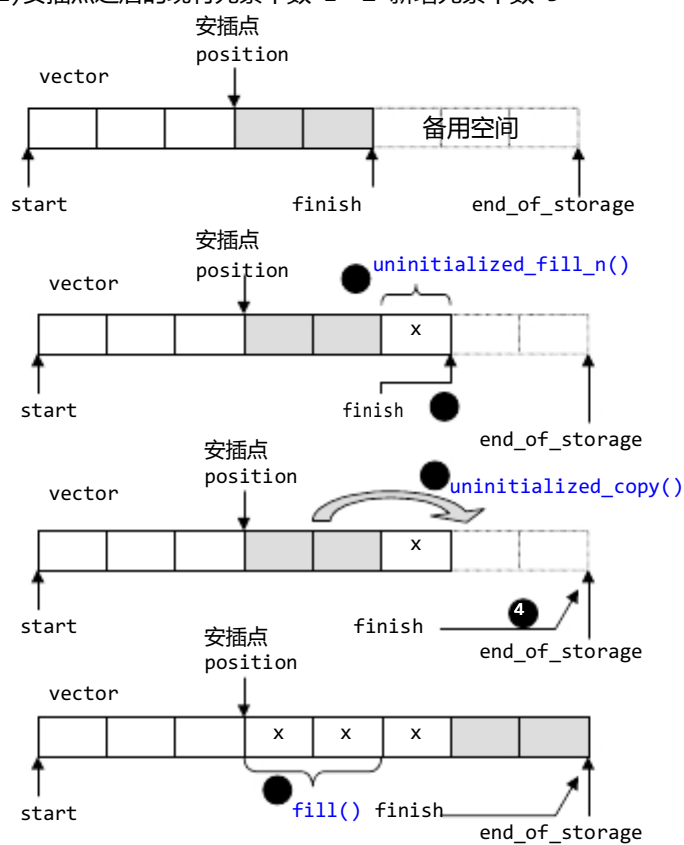 安插点
position
vector
备用空间
start finish end_of_storage
安插点
position uninitialized_fill_n()
vector
x
start finish
end_of_storage
安插点
position
uninitialized_copy()
vector
x
4
start finish
end_of_storage
安插点
position
vector
x x x
start fill() finish
end_of_storage